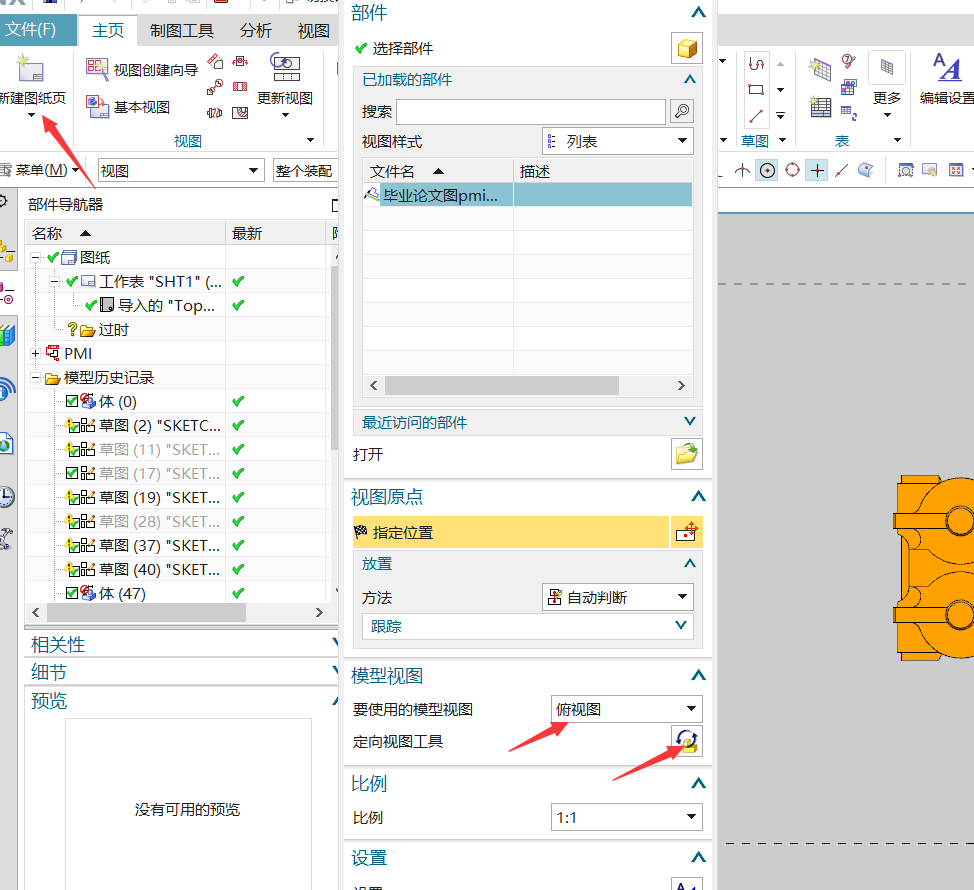 文件(F)
主页
制图工具
分析
视图
新建图纸页
视图创建向导
基本视图
更新视图
视图
菜单(M)
视图
整个装配
部件导航器
名称
最新
图纸
工作表 "SHT1" (...
导入的 "Top...
过时
PMI
模型历史记录
体 (0)
草图 (2) "SKETC...
草图 (11) "SKET...
草图 (17) "SKET...
草图 (19) "SKET...
草图 (28) "SKET...
草图 (37) "SKET...
草图 (40) "SKET...
体 (47)
相关性
细节
预览
没有可用的预览
部件
选择部件
已加载的部件
搜索
视图样式
列表
文件名
描述
毕业论文图pmi...
最近访问的部件
打开
视图原点
指定位置
放置
方法
自动判断
跟踪
模型视图
要使用的模型视图
俯视图
定向视图工具
比例
比例
1:1
设置
更多
编辑设置
草图
表